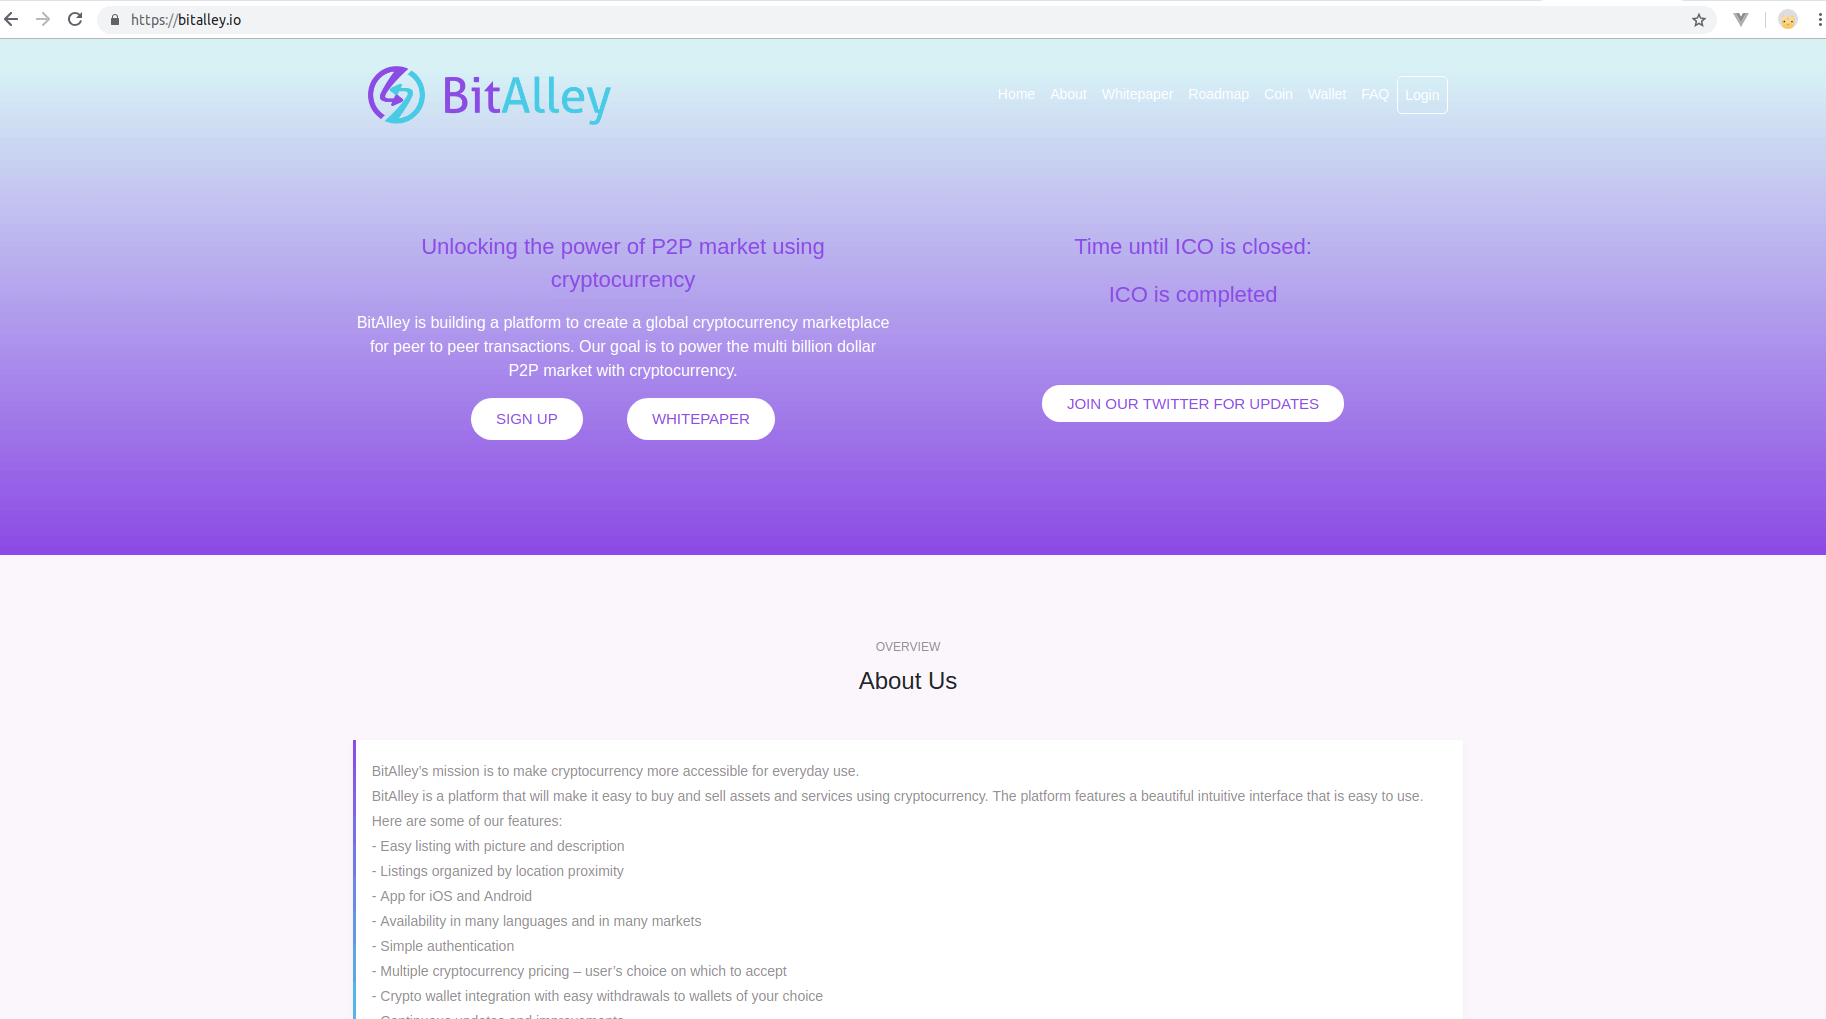 https://bitalley.io
BitAlley
Home About Whitepaper Roadmap Coin Wallet FAQ Login
Unlocking the power of P2P market using
cryptocurrency
BitAlley is building a platform to create a global cryptocurrency marketplace
for peer to peer transactions. Our goal is to power the multi billion dollar
P2P market with cryptocurrency.
SIGN UP WHITEPAPER
Time until ICO is closed:
ICO is completed
JOIN OUR TWITTER FOR UPDATES
OVERVIEW
About Us
BitAlley’s mission is to make cryptocurrency more accessible for everyday use.
BitAlley is a platform that will make it easy to buy and sell assets and services using cryptocurrency. The platform features a beautiful intuitive interface that is easy to use.
Here are some of our features:
- Easy listing with picture and description
- Listings organized by location proximity
- App for iOS and Android
- Availability in many languages and in many markets
- Simple authentication
- Multiple cryptocurrency pricing – user’s choice on which to accept
- Crypto wallet integration with easy withdrawals to wallets of your choice
- Continuous updates and improvements